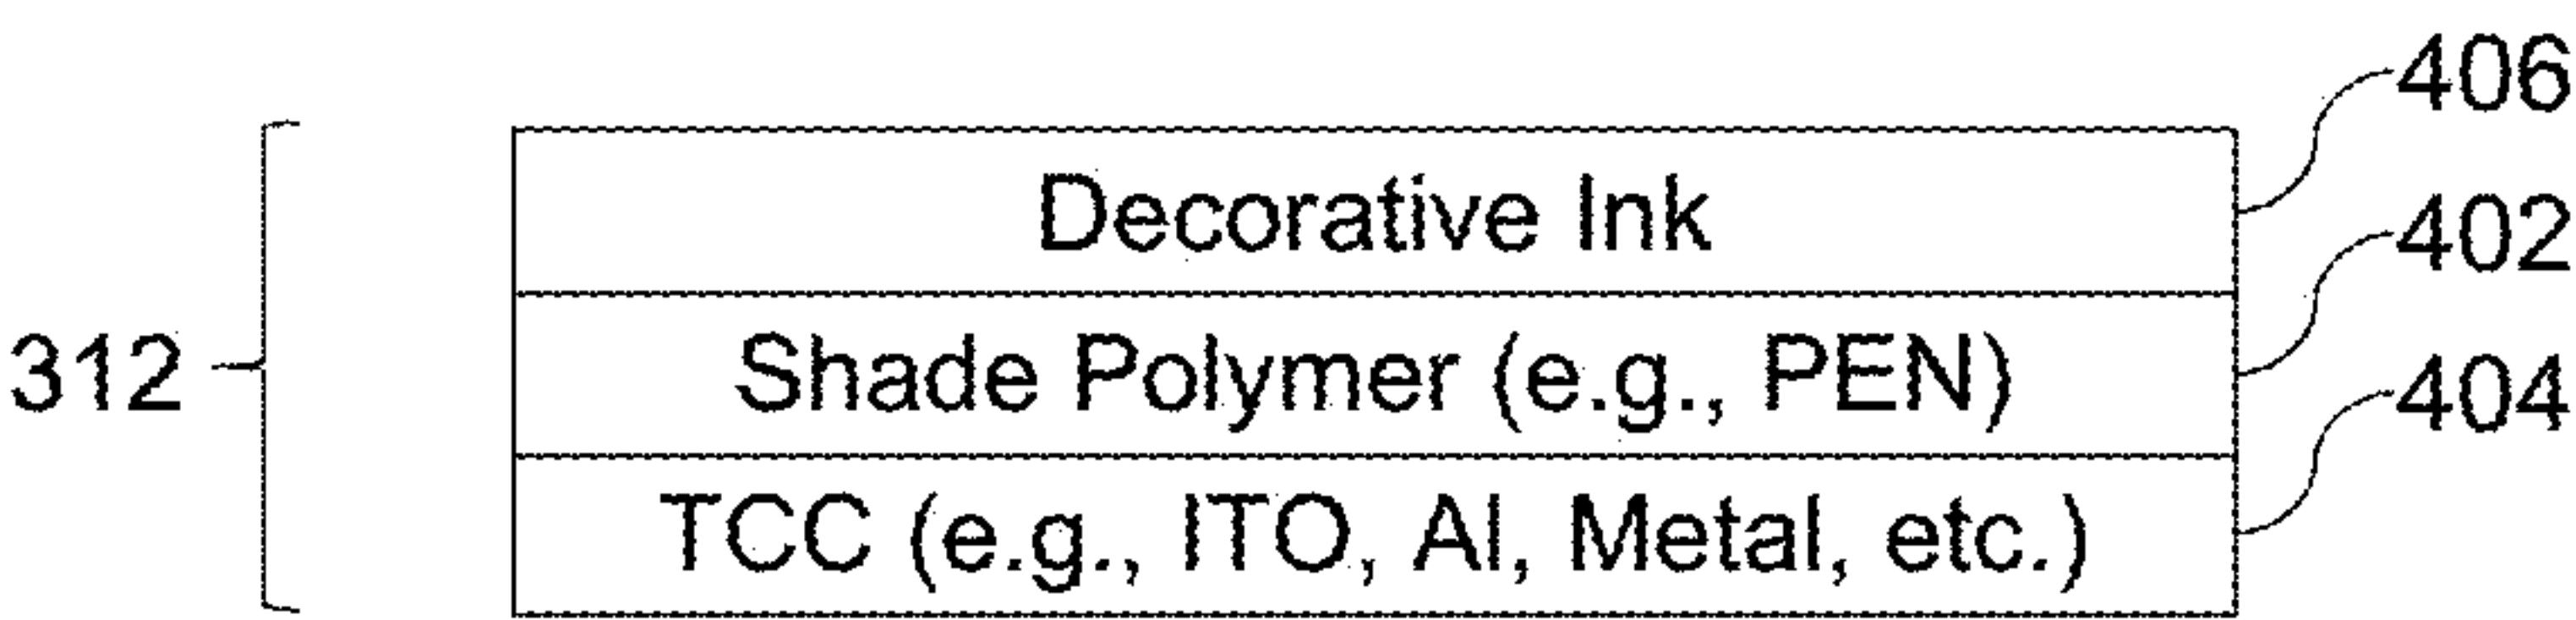 406
Decorative Ink
402
312
Shade Polymer (e.g., PEN)
404
TCC (e.g., ITO, Al, Metal, etc.)